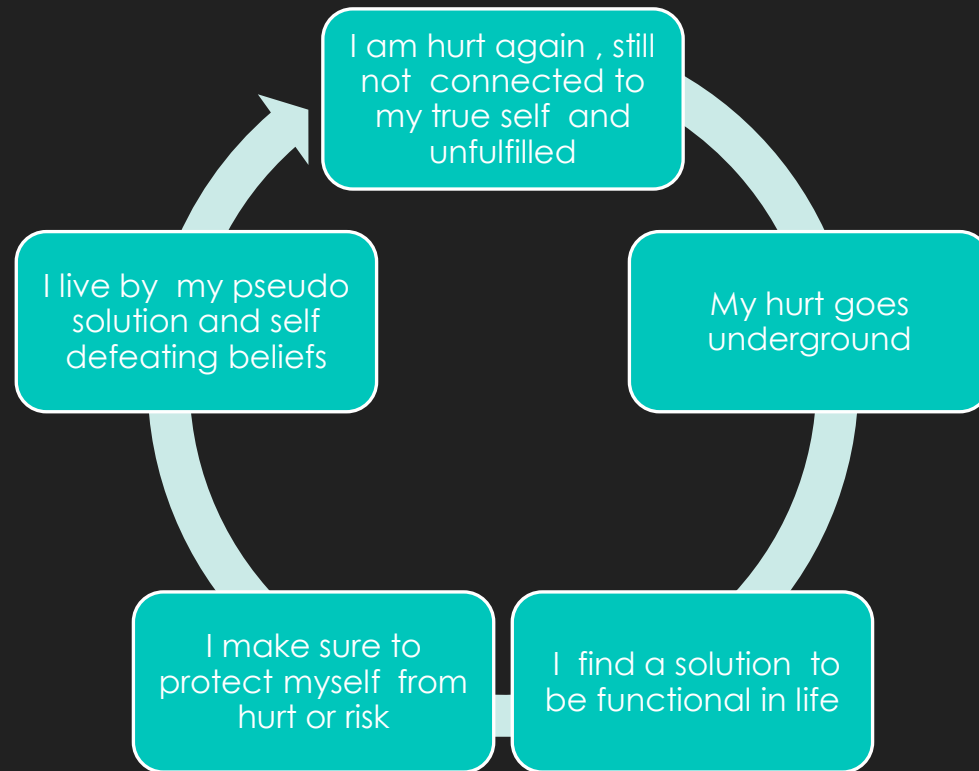 I am hurt again , still
not  connected to
my true self  and
unfulfilled
My hurt goes
underground
I  find a solution  to
be functional in life
I make sure to
protect myself  from
hurt or risk
I live by  my pseudo
solution and self
defeating beliefs